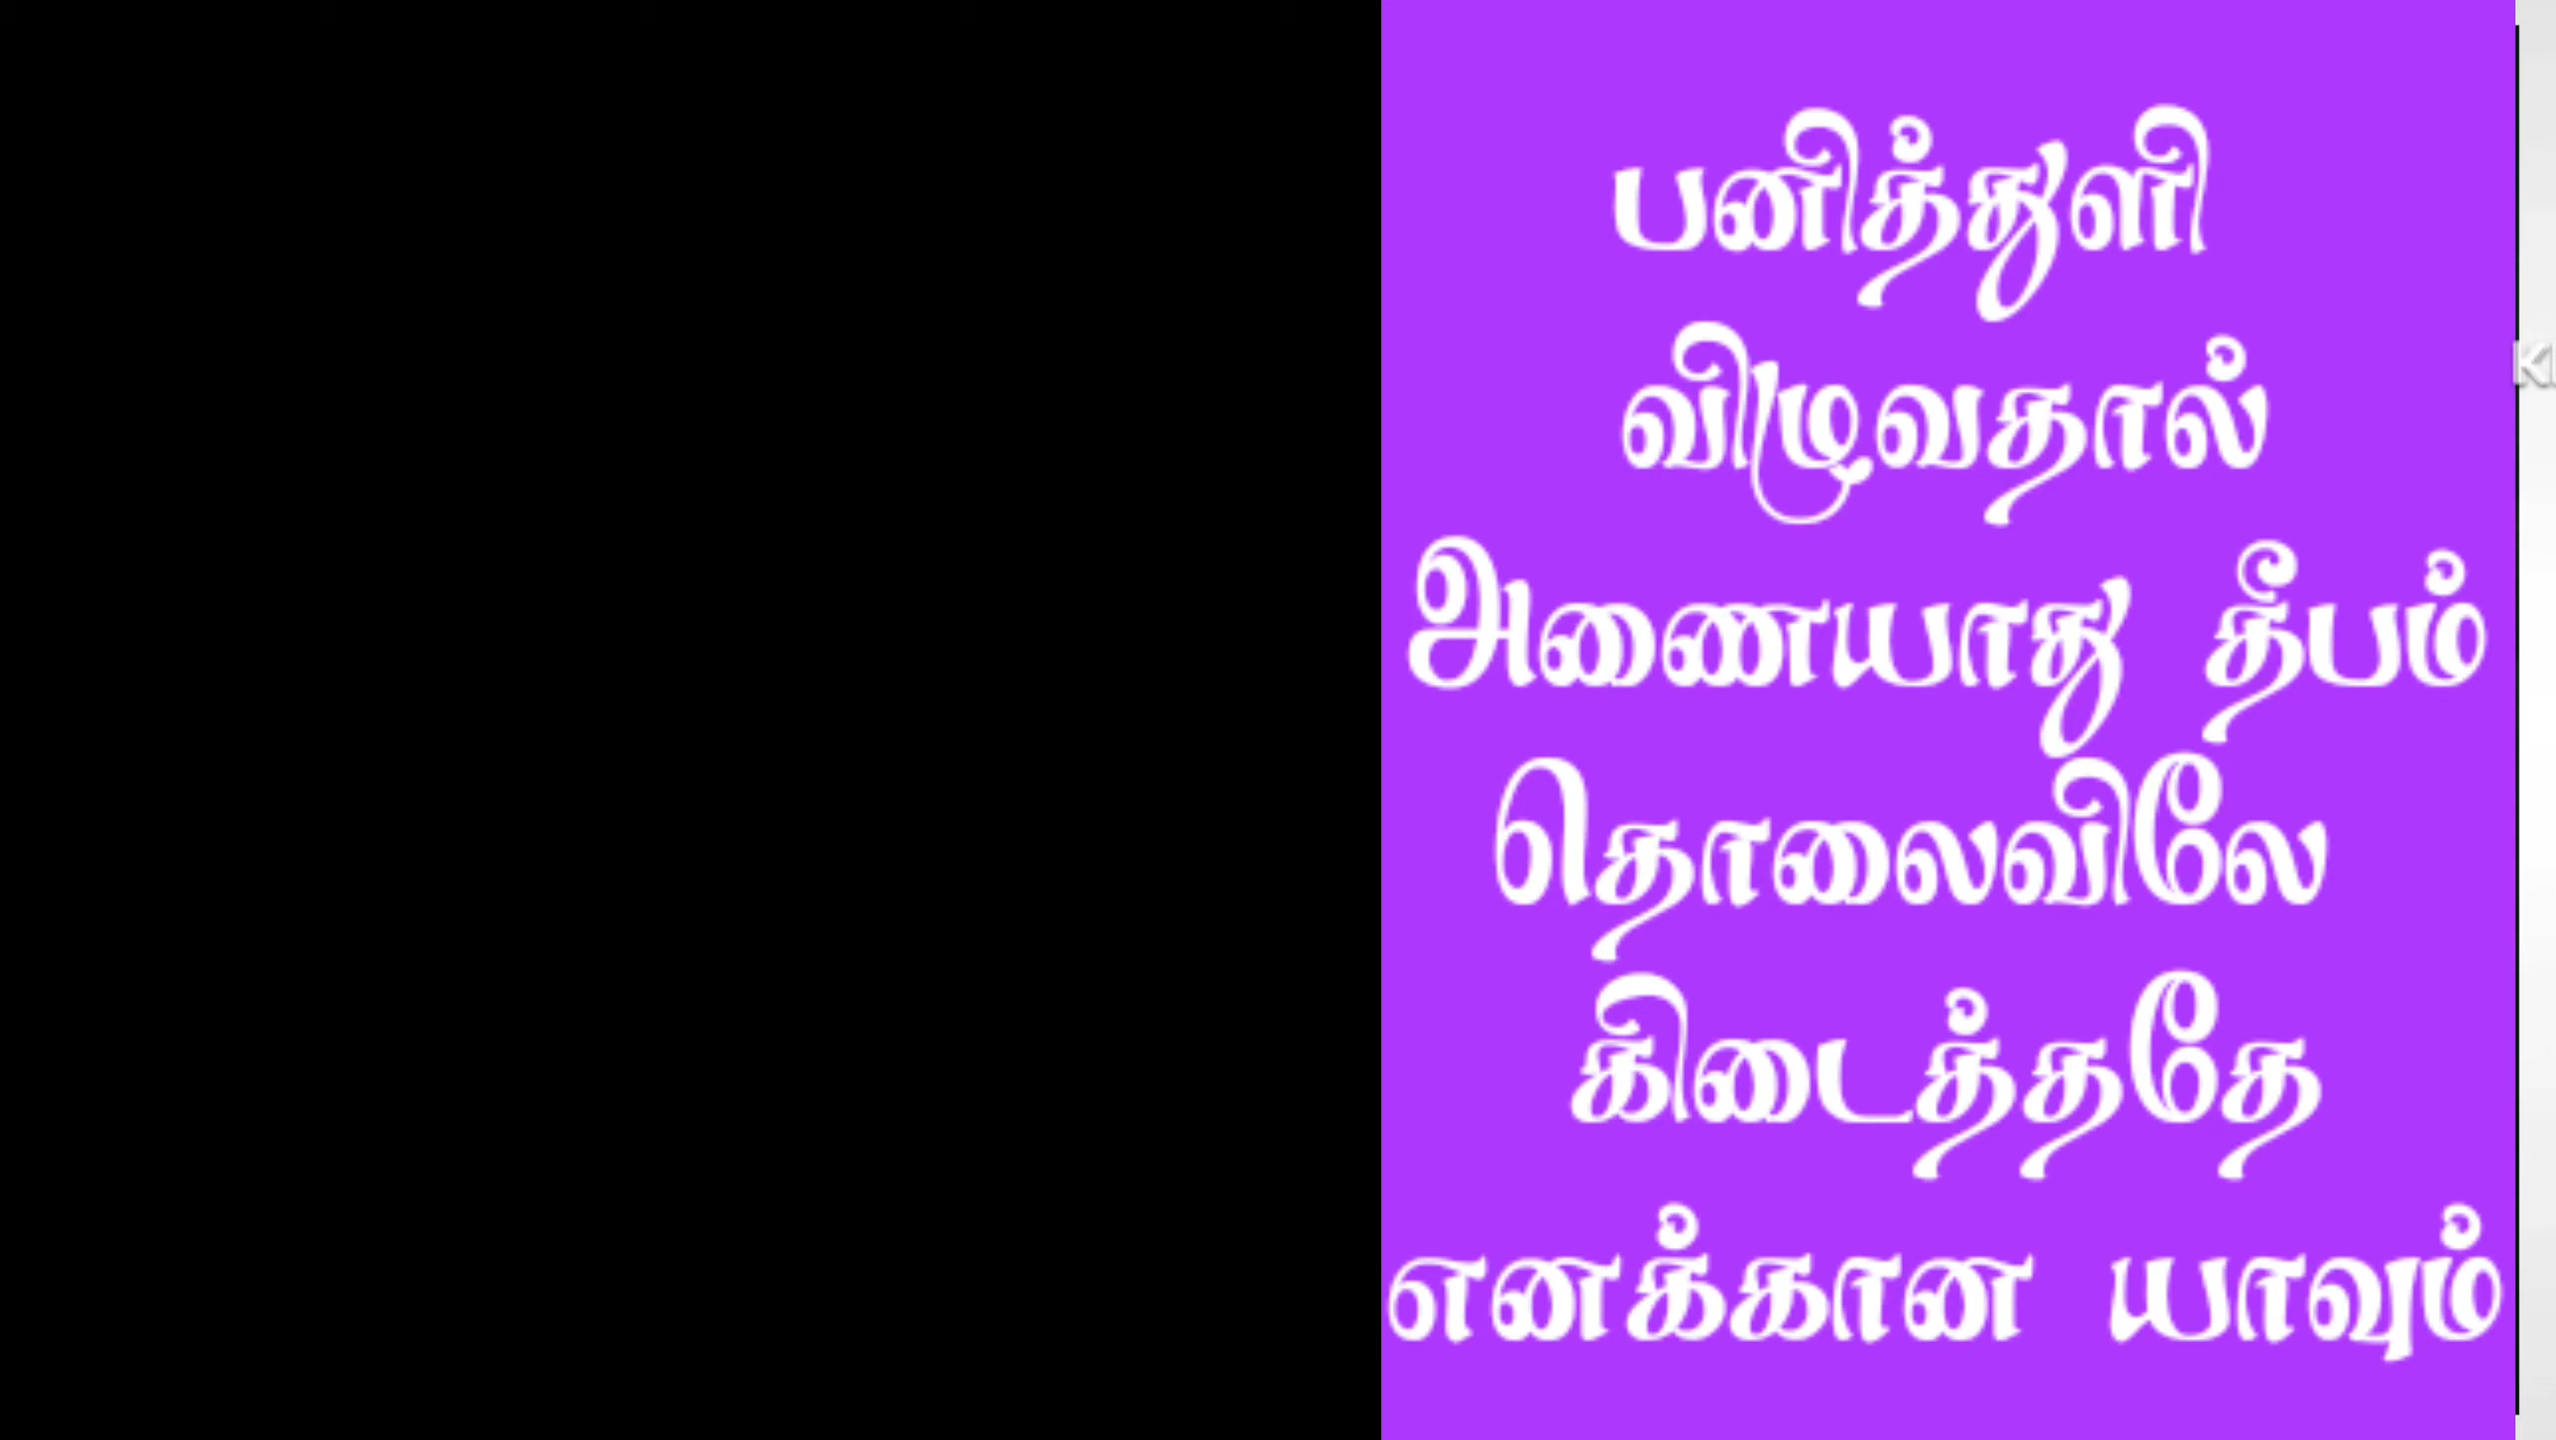 பனித்துளி
விழுவதால்
அணையாது தீபம்
தொலைவிலே
கிடைத்ததே
எனக்கான யாவும்